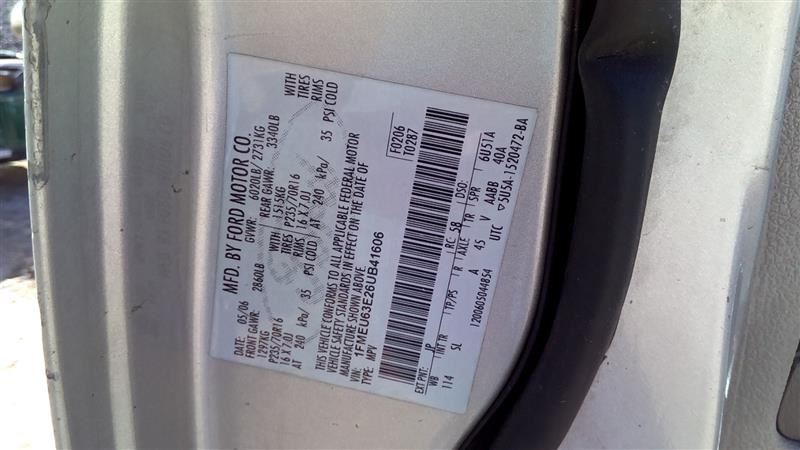 MFD. BY FORD MOTOR CO.
DATE: 05/06 GVWR: 6020LB/ 2731KG
FRONT GAWR: 2860LB REAR GAWR: 3340LB
1297KG WITH 1515KG WITH
P235/70R16 TIRES P235/70R16 TIRES
16 X 7.0J RIMS 16 X 7.0J RIMS
AT 240 kPa/ 35 PSI COLD AT 240 kPa/ 35 PSI COLD
THIS VEHICLE CONFORMS TO ALL APPLICABLE FEDERAL MOTOR
VEHICLE SAFETY STANDARDS IN EFFECT ON THE DATE OF
MANUFACTURE SHOWN ABOVE
VIN: 1FMEU63E26UB41606
TYPE: MPV
F0206
T0287
EXT PNT: JP RC: 58 DSO:
WB INT TR TP/PS R AXLE TR SPR
114 SL A 45 V AABB 40A 6U5TA
UTC ▽5U5A-1520472-BA
1200605044854